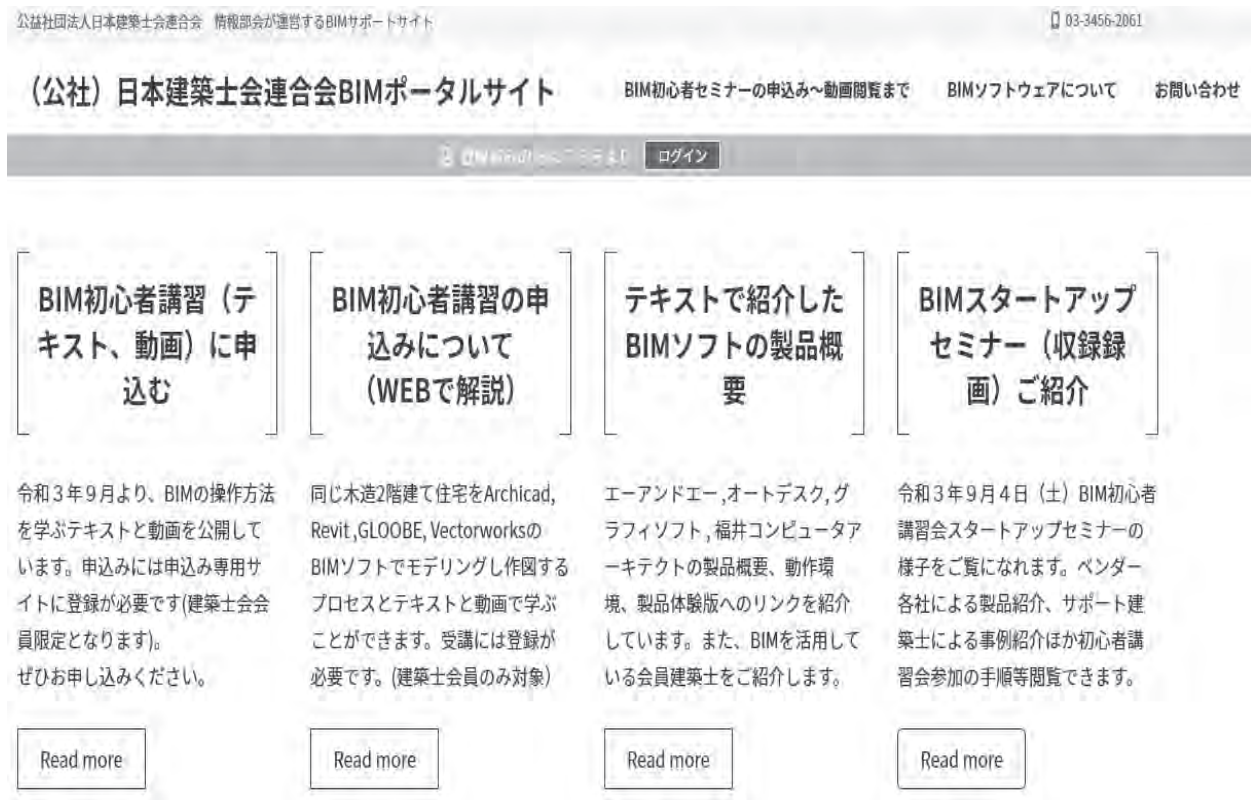 公益社団法人日本建築士会連合会　情報部会が運営するBIMサポートサイト
03-3456-2061
（公社）日本建築士会連合会BIMポータルサイト
BIM初心者セミナーの申込み～動画閲覧まで
BIMソフトウェアについて
お問い合わせ
ログイン
BIM初心者講習（テ
キスト、動画）に申
込む
令和３年９月より、BIMの操作方法
を学ぶテキストと動画を公開して
います。申込みには申込み専用サ
イトに登録が必要です(建築士会会
員限定となります)。
ぜひお申し込みください。
Read more
BIM初心者講習の申
込みについて
（WEBで解説）
同じ木造2階建て住宅をArchicad,
Revit,GLOOBE,Vectorworksの
BIMソフトでモデリングし作図する
プロセスとテキストと動画で学ぶ
ことができます。受講には登録が
必要です。(建築士会員のみ対象）
Read more
テキストで紹介した
BIMソフトの製品概
要
エーアンドエー,オートデスク,グ
ラフィソフト,福井コンピュータア
ーキテクトの製品概要、動作環
境、製品体験版へのリンクを紹介
しています。また、BIMを活用して
いる会員建築士をご紹介します。
Read more
BIMスタートアップ
セミナー（収録録
画）ご紹介
令和３年９月４日（土）BIM初心者
講習会スタートアップセミナーの
様子をご覧になれます。ベンダー
各社による製品紹介、サポート建
築士による事例紹介ほか初心者講
習会参加の手順等閲覧できます。
Read more